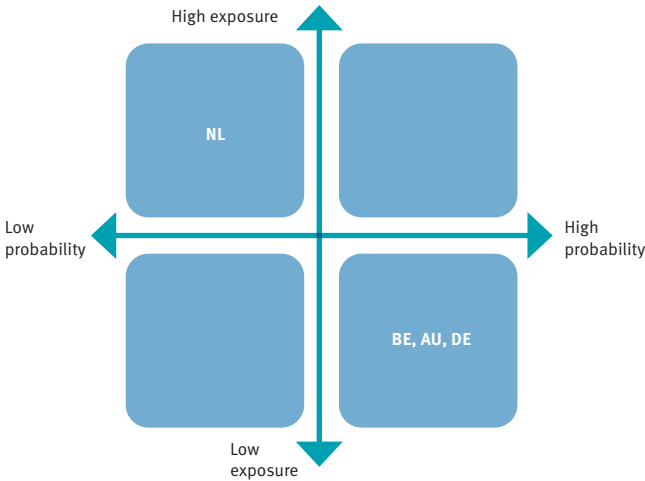 High exposure
NL
Low
probability
High
probability
BE, AU, DE
Low
exposure